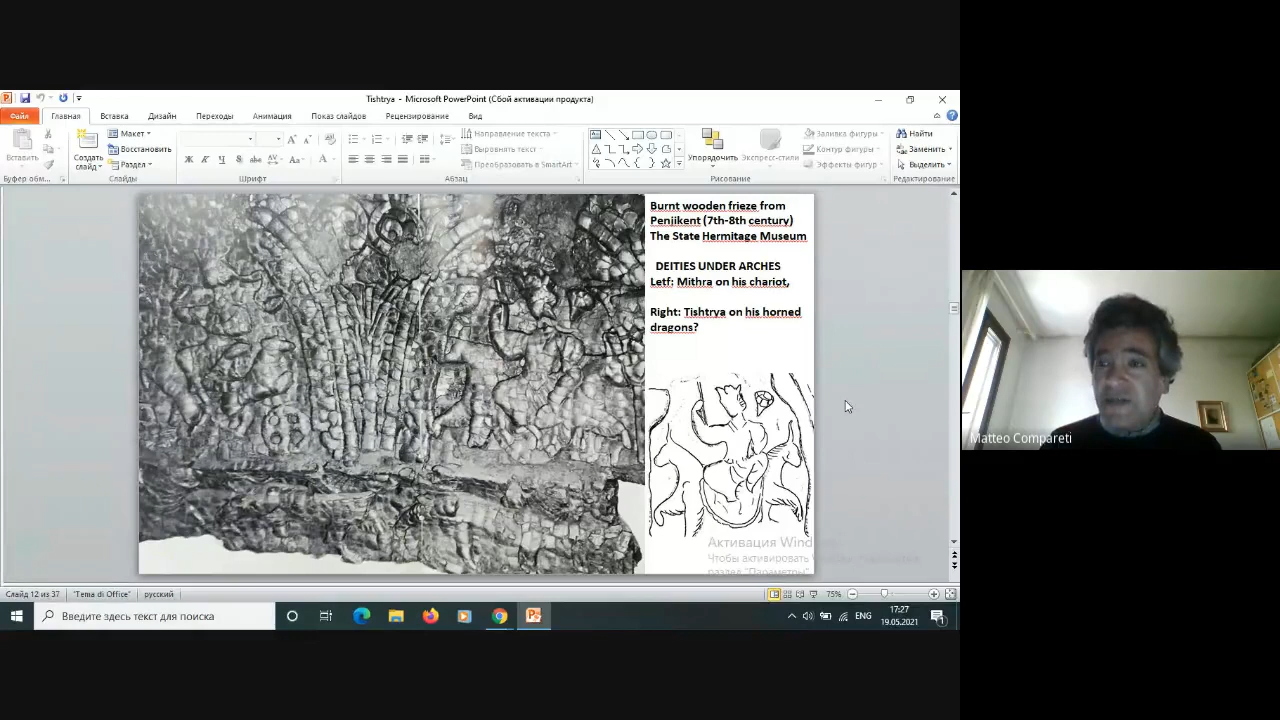 Tishtrya - Microsoft PowerPoint (Сбой активации продукта)
Файл Главная Вставка Дизайн Переходы Анимация Показ слайдов Рецензирование Вид
Вставить
Буфер обм...
Создать слайд
Макет
Восстановить
Раздел
Слайды
Шрифт
Направление текста
Выровнять текст
Преобразовать в SmartArt
Абзац
Упорядочить
Экспресс-стили
Заливка фигуры
Контур фигуры
Эффекты фигур
Рисование
Найти
Заменить
Выделить
Редактирование
Burnt wooden frieze from
Penjikent (7th-8th century)
The State Hermitage Museum
DEITIES UNDER ARCHES
Letf: Mithra on his chariot,
Right: Tishtrya on his horned
dragons?
Matteo Compareti
Активация Wind
Чтобы активировать
раздел "Параметры"
Слайд 12 из 37 "Tema di Office" русский 75%
Введите здесь текст для поиска
ENG
17:27
19.05.2021